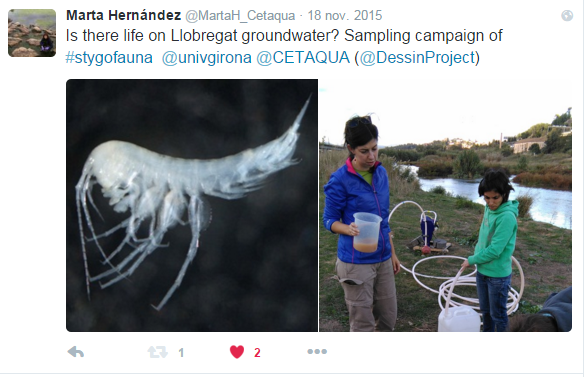 Marta Hernández @MartaH_Cetaqua · 18 nov. 2015
Is there life on Llobregat groundwater? Sampling campaign of
#stygofauna @univgirona @CETAQUA (@DessinProject)
1 2